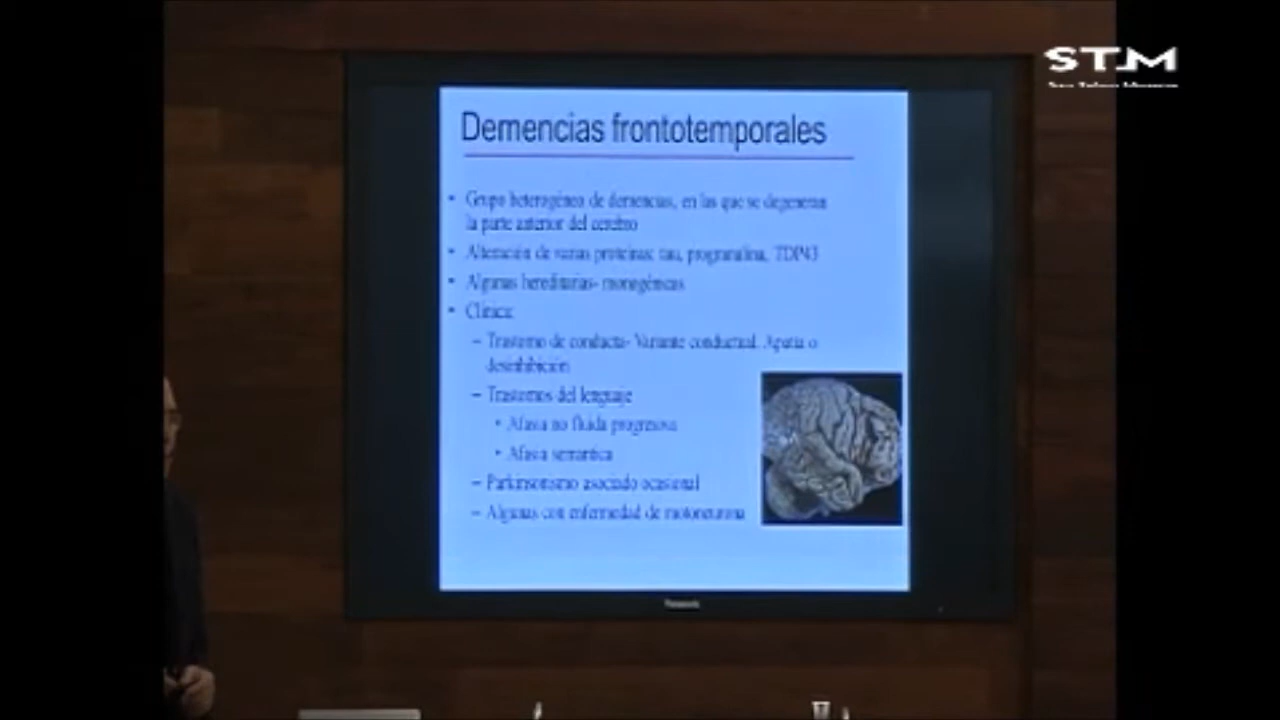 STM
Demencias frontotemporales
• Grupo heterogéneo de demencias, en las que se degeneran
la parte anterior del cerebro
• Alteración de varias proteínas: tau, progranulina, TDP43
• Algunas hereditarias- monogénicas
• Clínica:
– Trastorno de conducta- Variante conductual. Apatía o
desinhibición
– Trastornos del lenguaje
• Afasia no fluida progresiva
• Afasia semántica
– Parkinsonismo asociado ocasional
– Algunas con enfermedad de motoneurona
Panasonic